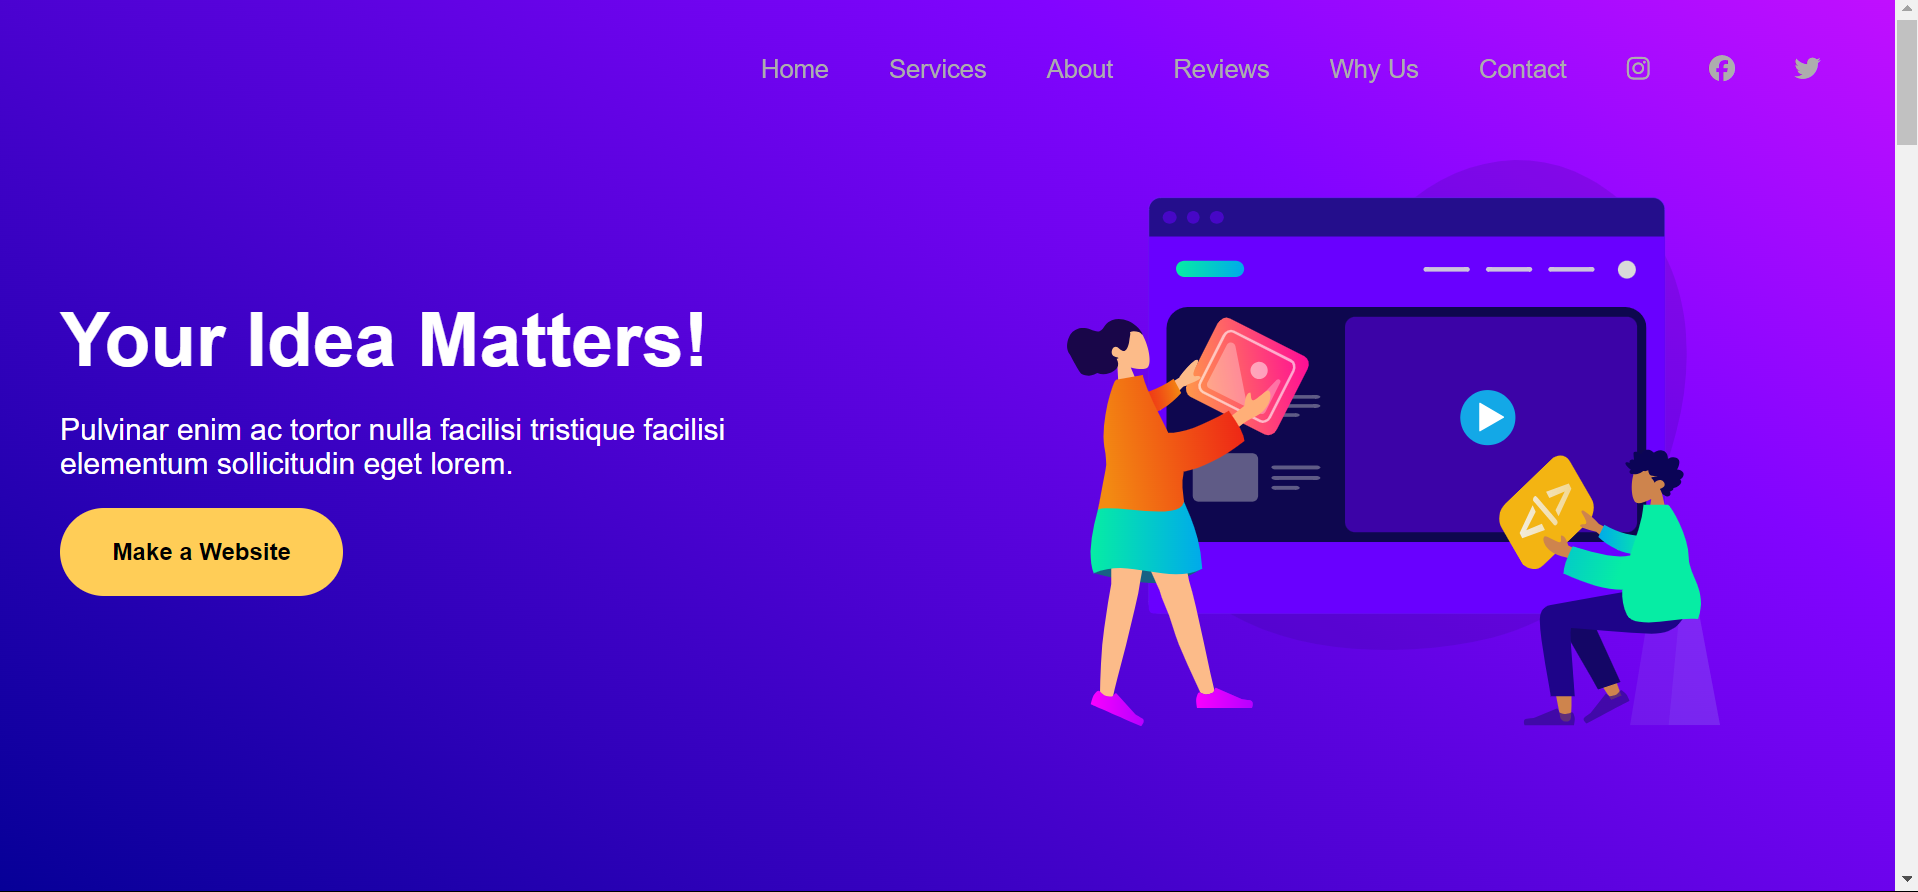 Home Services About Reviews Why Us Contact
Your Idea Matters!
Pulvinar enim ac tortor nulla facilisi tristique facilisi
elementum sollicitudin eget lorem.
Make a Website
</>